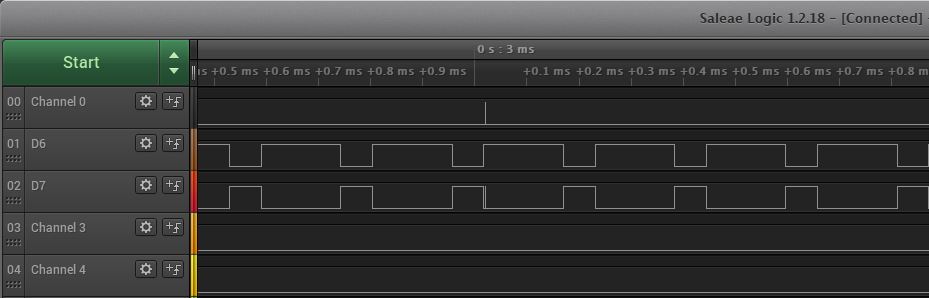 Saleae Logic 1.2.18 - [Connected] -
Start
0 s : 3 ms
+0.5 ms +0.6 ms +0.7 ms +0.8 ms +0.9 ms +0.1 ms +0.2 ms +0.3 ms +0.4 ms +0.5 ms +0.6 ms +0.7 ms +0.8 m
00 Channel 0
01 D6
02 D7
03 Channel 3
04 Channel 4